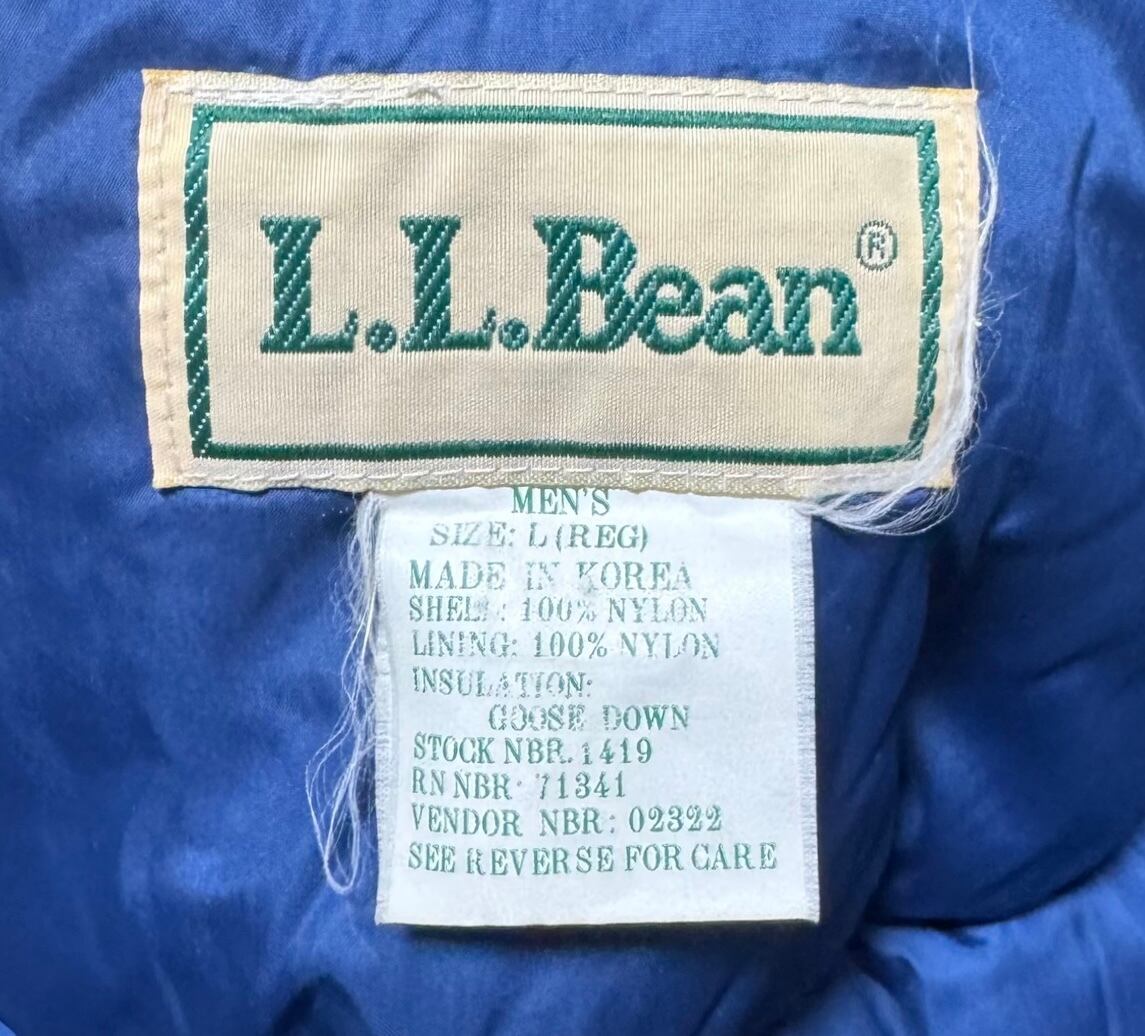 L.L.Bean®
MEN'S
SIZE: L (REG)
MADE IN KOREA
SHELL: 100% NYLON
LINING: 100% NYLON
INSULATION:
GOOSE DOWN
STOCK NBR. 1419
RN NBR: 71341
VENDOR NBR: 02322
SEE REVERSE FOR CARE